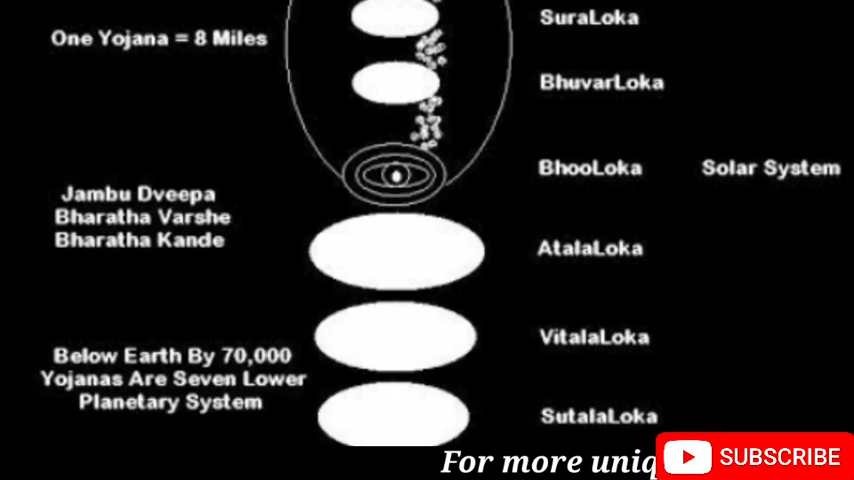 SuraLoka
One Yojana = 8 Miles
BhuvarLoka
BhooLoka Solar System
Jambu Dveepa
Bharatha Varshe
Bharatha Kande
AtalaLoka
VitalaLoka
Below Earth By 70,000
Yojanas Are Seven Lower
Planetary System
SutalaLoka
For more
SUBSCRIBE